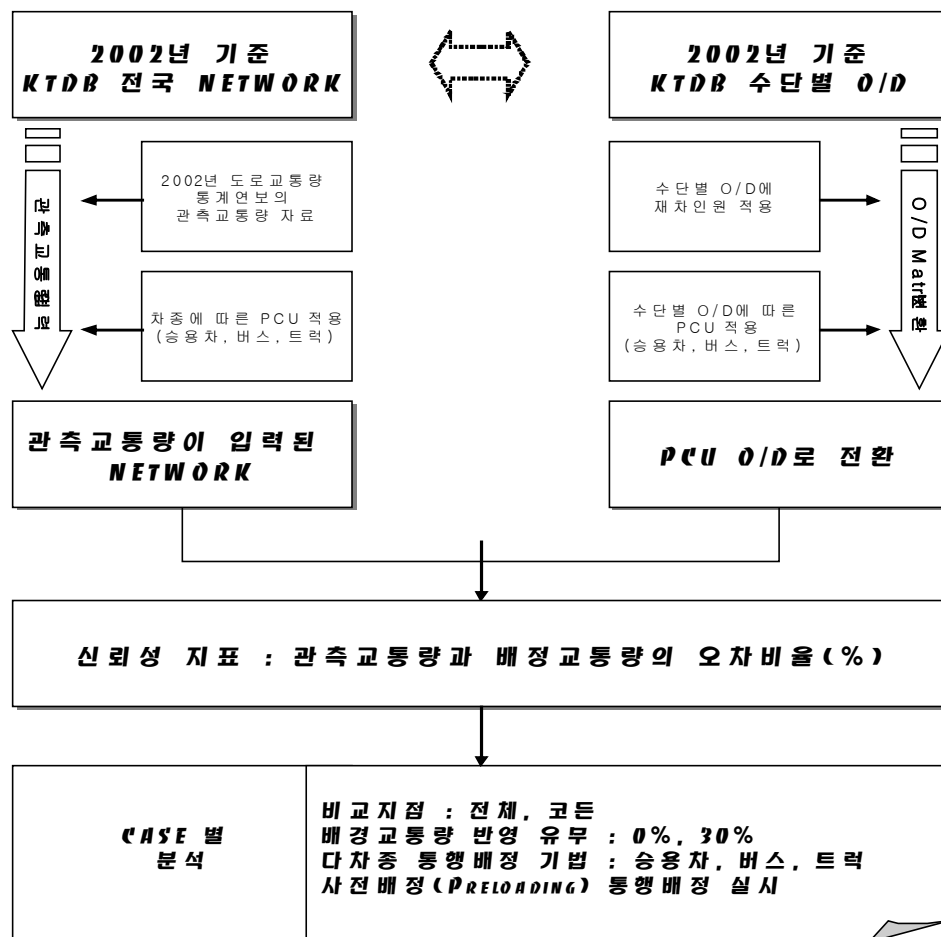 2002년 기준
KTDB 전국 NETWORK
2002년 기준
KTDB 수단별 O/D
2002년 도로교통량
통계연보의
관측교통량 자료
수단별 O/D에
재차인원 적용
관측교통량
O/D
차종에 따른 PCU 적용
(승용차, 버스, 트럭)
수단별 O/D에 따른
PCU 적용
(승용차, 버스, 트럭)
관측교통량이 입력된
NETWORK
PCU O/D로 전환
신뢰성 지표 : 관측교통량과 배정교통량의 오차비율(%)
CASE 별
분석
비교지점 : 전체, 코든
배경교통량 반영 유무 : 0%, 30%
다차종 통행배정 기법 : 승용차, 버스, 트럭
사전배정(PRELOADING) 통행배정 실시